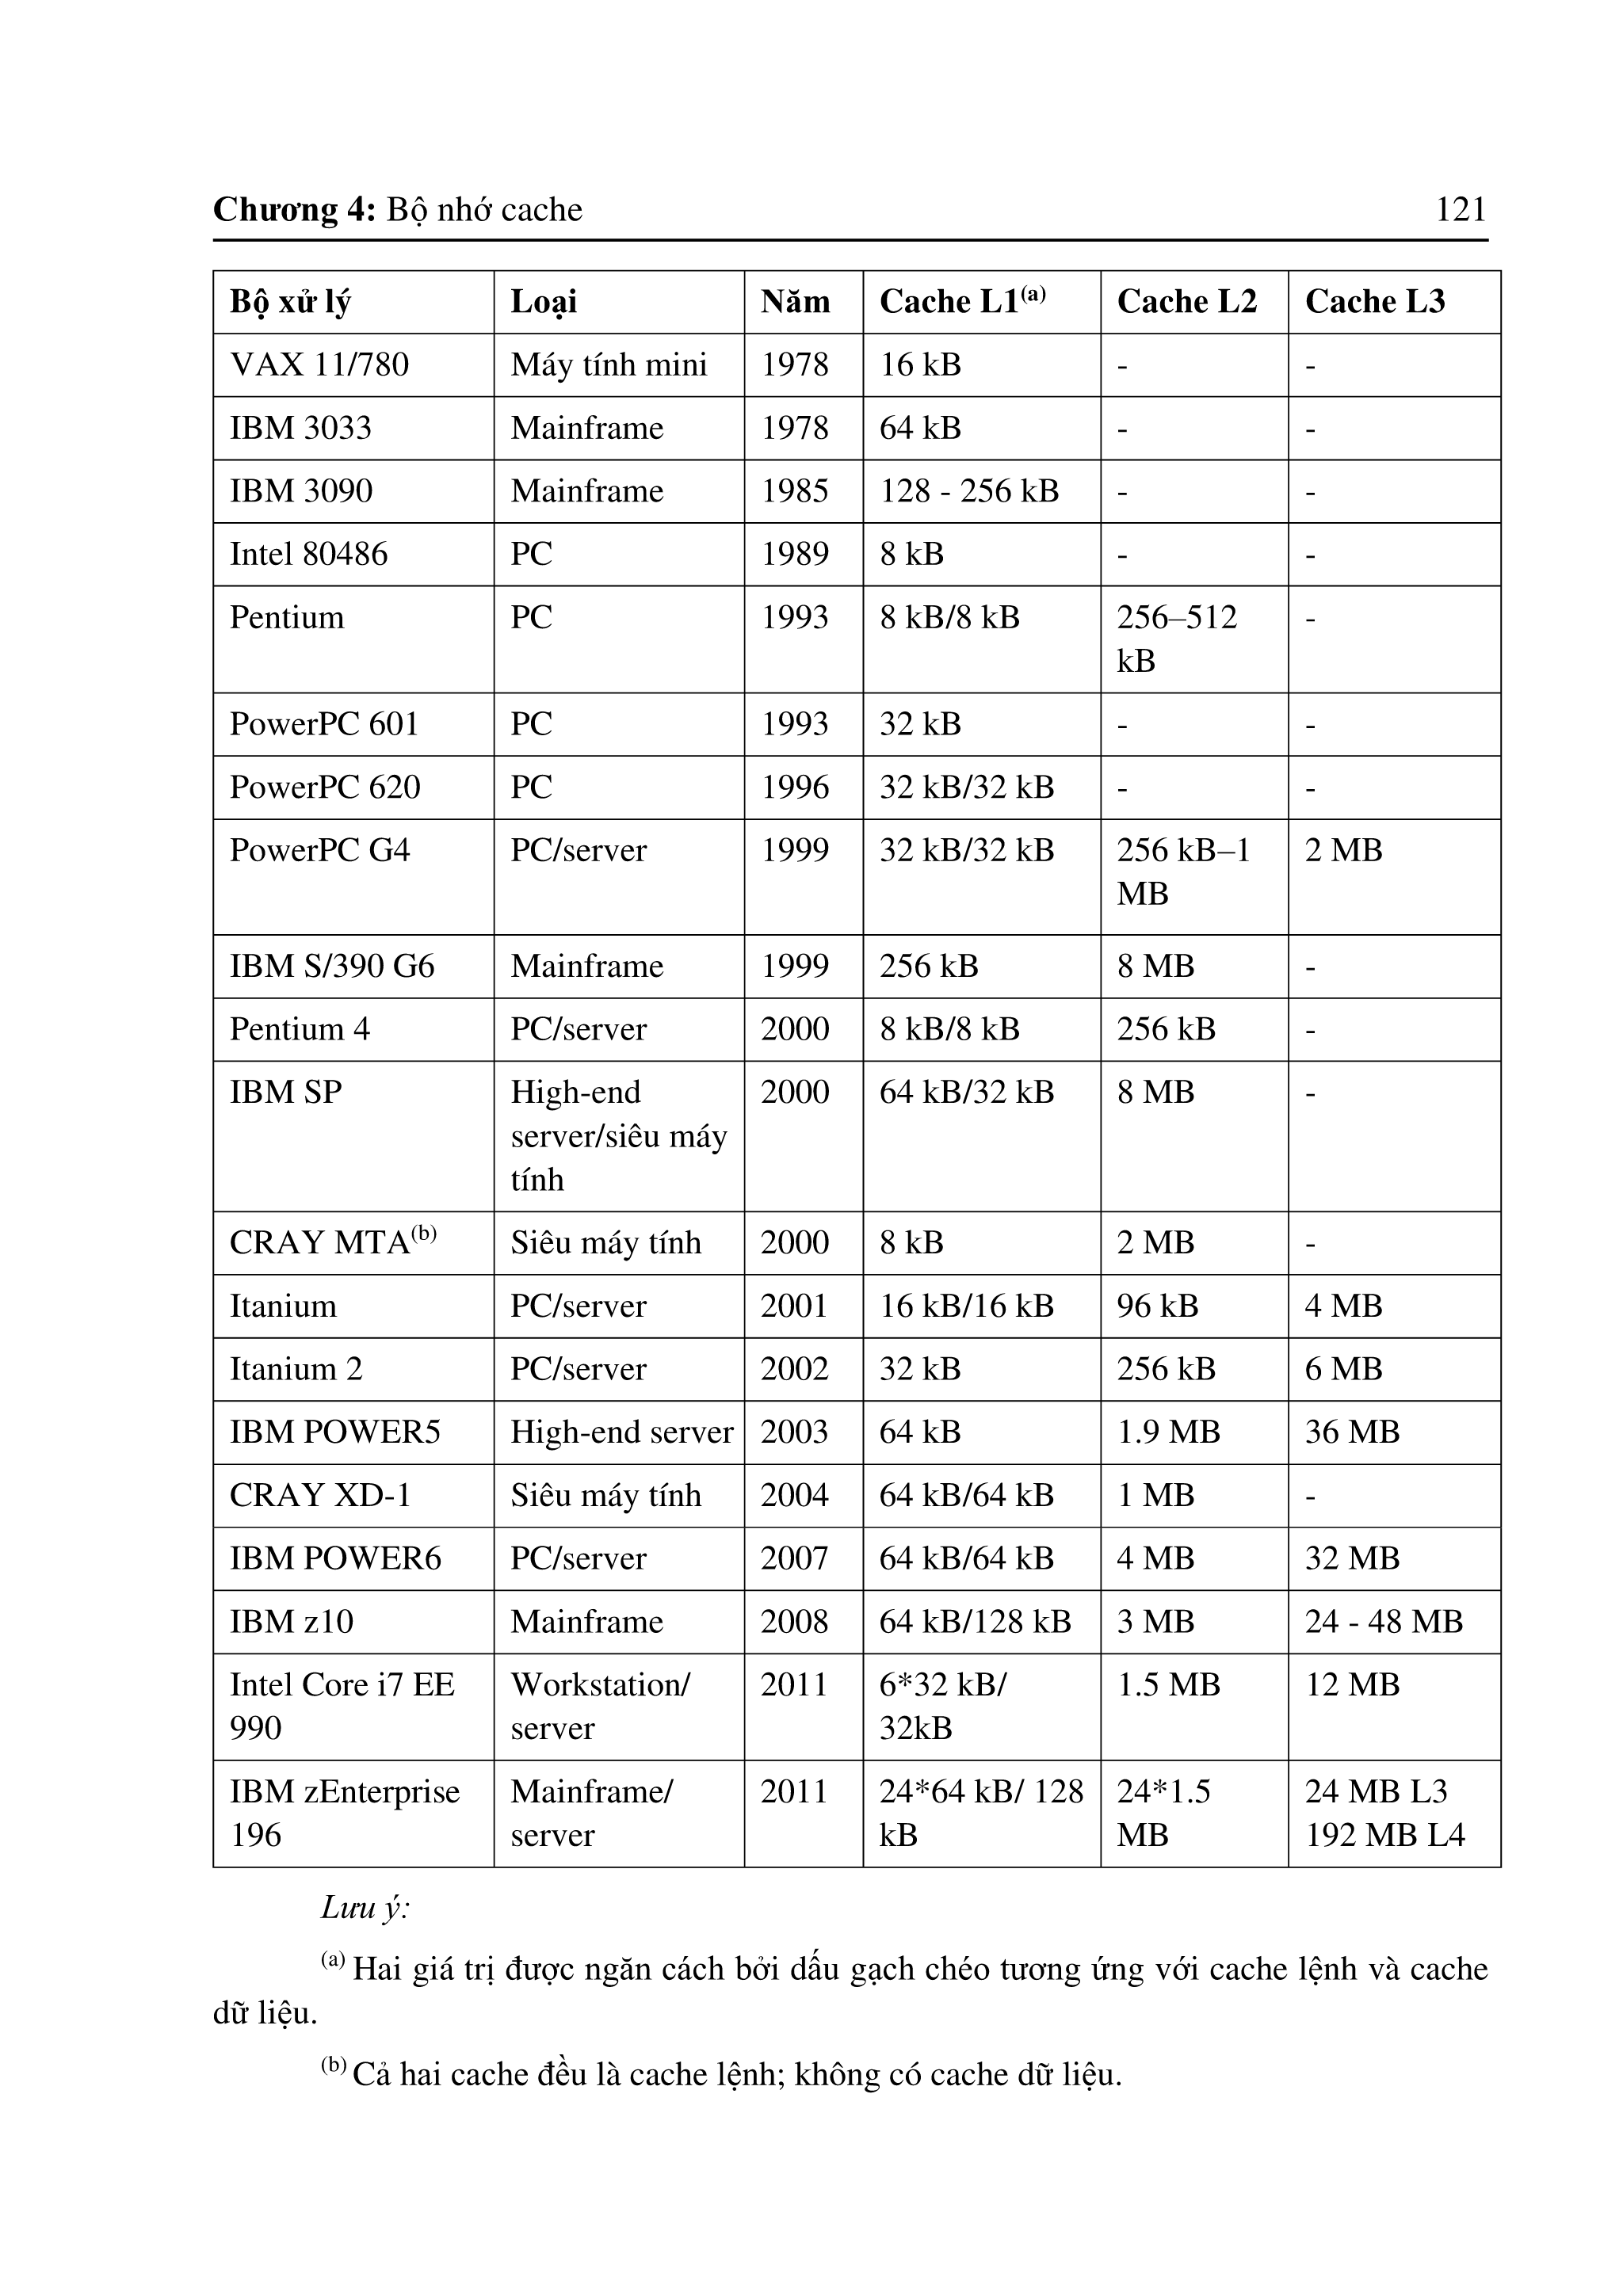 Chương 4: Bộ nhớ cache 121
Bộ xử lý Loại Năm Cache L1(a) Cache L2 Cache L3
VAX 11/780 Máy tính mini 1978 16 kB - -
IBM 3033 Mainframe 1978 64 kB - -
IBM 3090 Mainframe 1985 128 - 256 kB - -
Intel 80486 PC 1989 8 kB - -
Pentium PC 1993 8 kB/8 kB 256–512 -
kB
PowerPC 601 PC 1993 32 kB - -
PowerPC 620 PC 1996 32 kB/32 kB - -
PowerPC G4 PC/server 1999 32 kB/32 kB 256 kB–1 2 MB
MB
IBM S/390 G6 Mainframe 1999 256 kB 8 MB -
Pentium 4 PC/server 2000 8 kB/8 kB 256 kB -
IBM SP High-end 2000 64 kB/32 kB 8 MB -
server/siêu máy
tính
CRAY MTA(b) Siêu máy tính 2000 8 kB 2 MB -
Itanium PC/server 2001 16 kB/16 kB 96 kB 4 MB
Itanium 2 PC/server 2002 32 kB 256 kB 6 MB
IBM POWER5 High-end server 2003 64 kB 1.9 MB 36 MB
CRAY XD-1 Siêu máy tính 2004 64 kB/64 kB 1 MB -
IBM POWER6 PC/server 2007 64 kB/64 kB 4 MB 32 MB
IBM z10 Mainframe 2008 64 kB/128 kB 3 MB 24 - 48 MB
Intel Core i7 EE Workstation/ 2011 6*32 kB/ 1.5 MB 12 MB
990 server 32kB
IBM zEnterprise Mainframe/ 2011 24*64 kB/ 128 24*1.5 24 MB L3
196 server kB MB 192 MB L4
Lưu ý:
(a) Hai giá trị được ngăn cách bởi dấu gạch chéo tương ứng với cache lệnh và cache
dữ liệu.
(b) Cả hai cache đều là cache lệnh; không có cache dữ liệu.